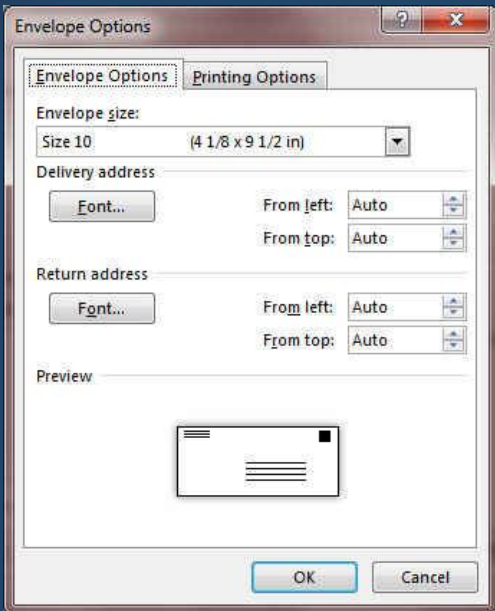 Envelope Options
Envelope Options Printing Options
Envelope size:
Size 10 (4 1/8 x 9 1/2 in)
Delivery address
Font... From left: Auto
From top: Auto
Return address
Font... From left: Auto
From top: Auto
Preview
OK Cancel